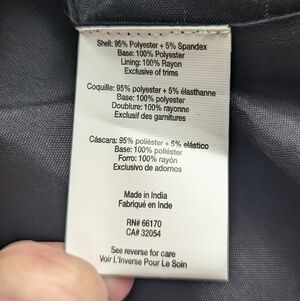 Shell: 95% Polyester + 5% Spandex
Base: 100% Polyester
Lining: 100% Rayon
Exclusive of trims
Coquille: 95% polyester + 5% élasthanne
Base: 100% polyester
Doublure: 100% rayonne
Exclusif des garnitures
Cáscara: 95% poliéster + 5% elástico
Base: 100% poliéster
Forro: 100% rayón
Exclusivo de adornos
Made in India
Fabriqué en Inde
RN# 66170
CA# 32054
See reverse for care
Voir L'Inverse Pour Le Soin